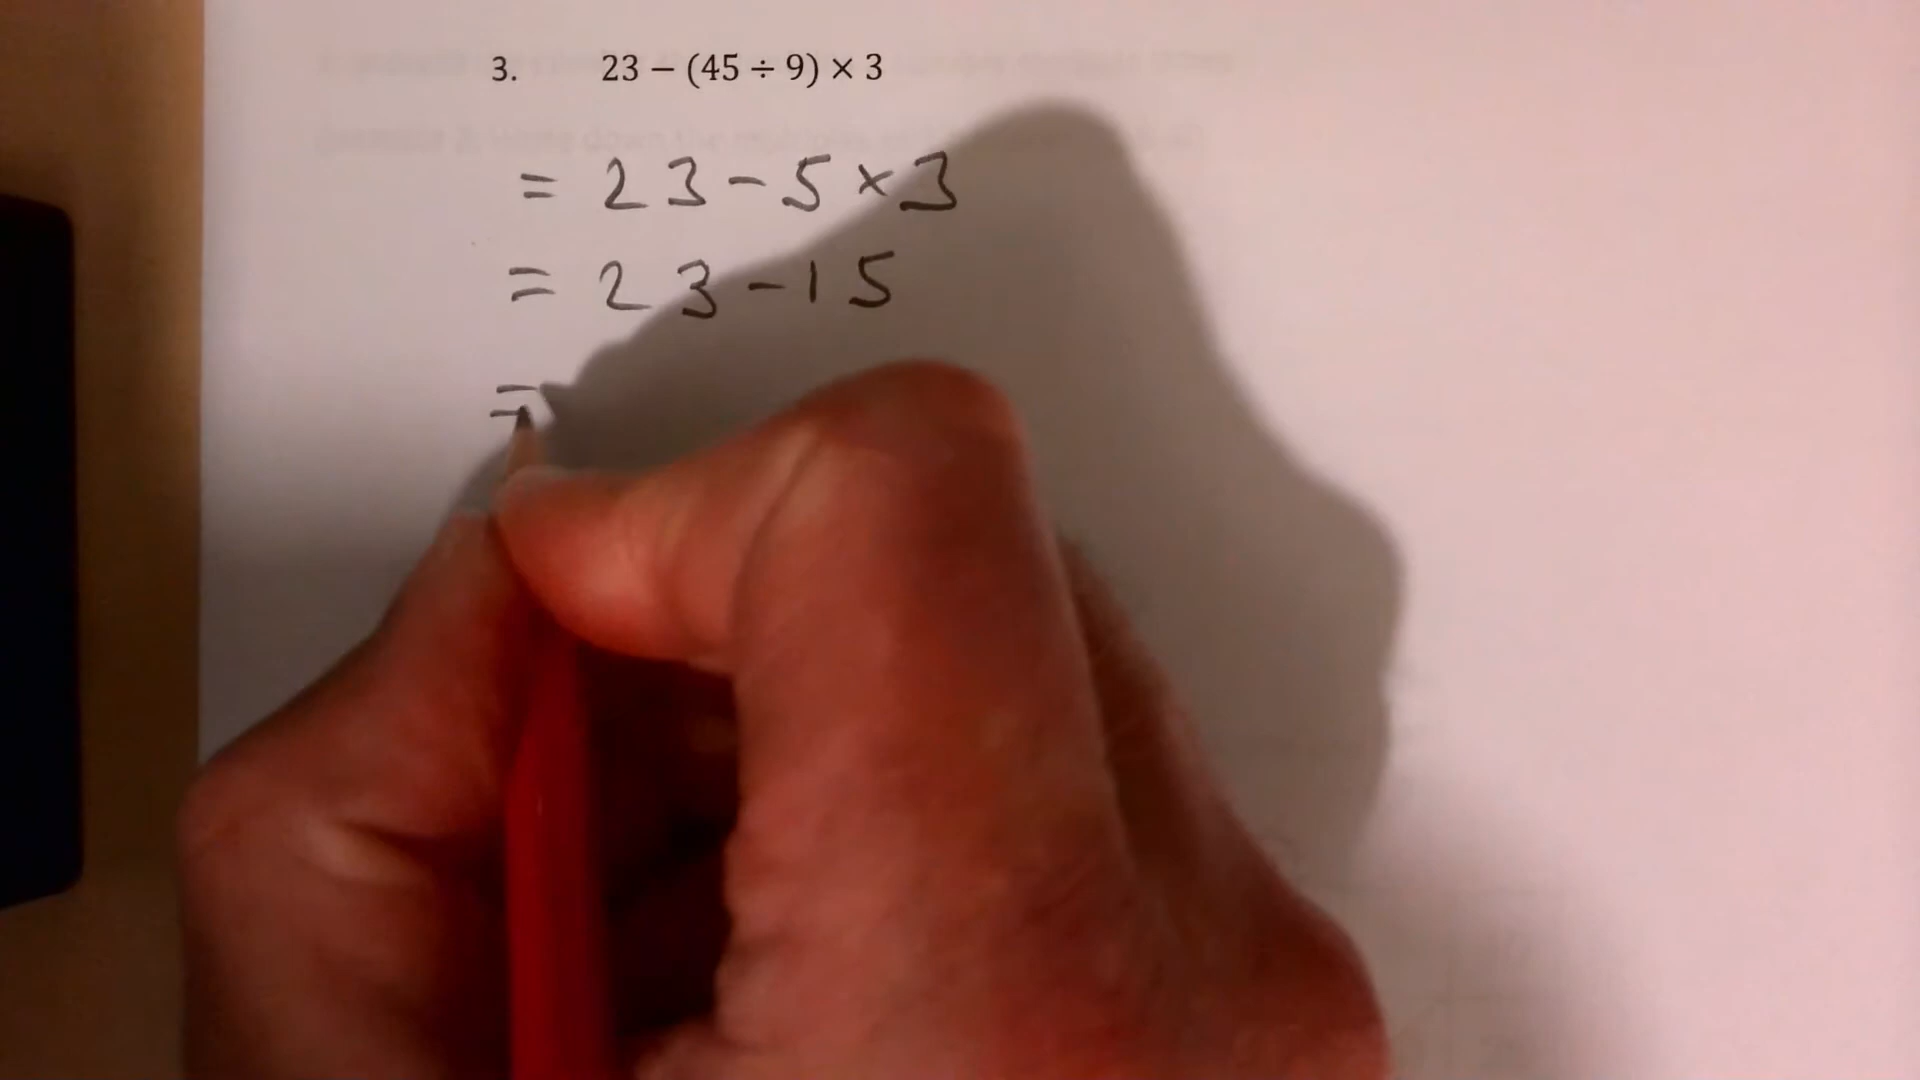 3. 23 − (45 ÷ 9) × 3
= 23 - 5 × 3
= 23 - 15
=